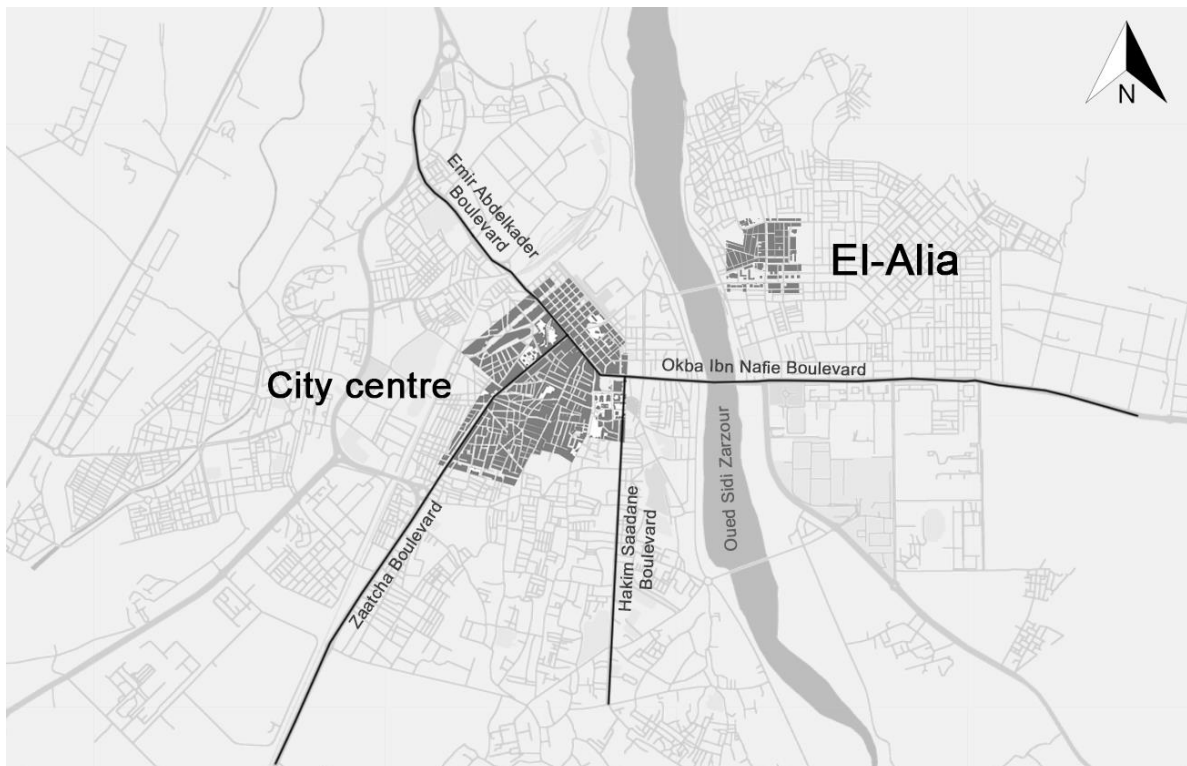 N
Emir Abdelkader
Boulevard
El-Alia
Okba Ibn Nafie Boulevard
City centre
Oued Sidi Zarzour
Hakim Saadane
Boulevard
Zaatcha Boulevard